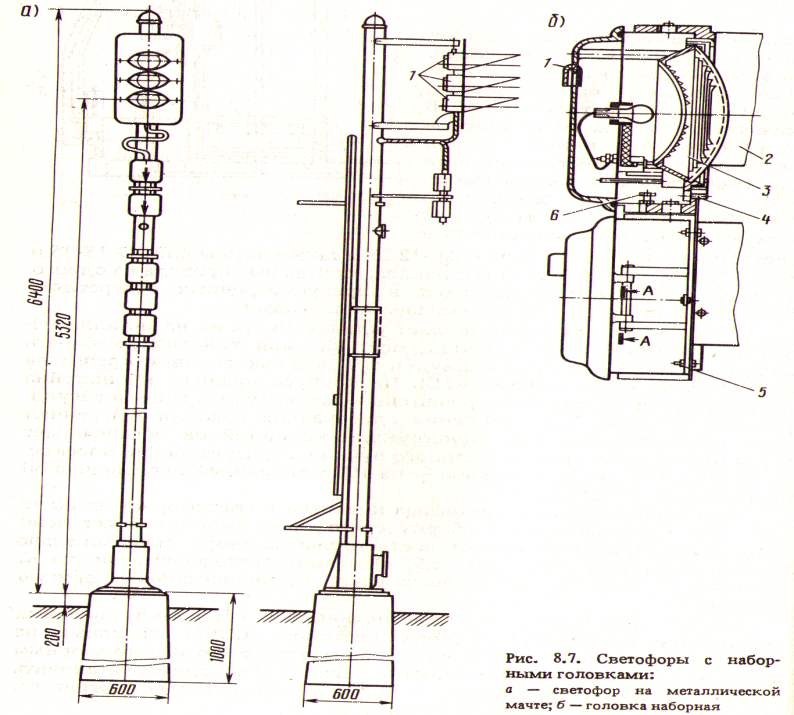 а)
б)
1
1
2
3
4
6
А
А
5
6400
5320
200
1000
600
600
Рис. 8.7. Светофоры с набор-
ными головками:
а — светофор на металлической
мачте; б — головка наборная